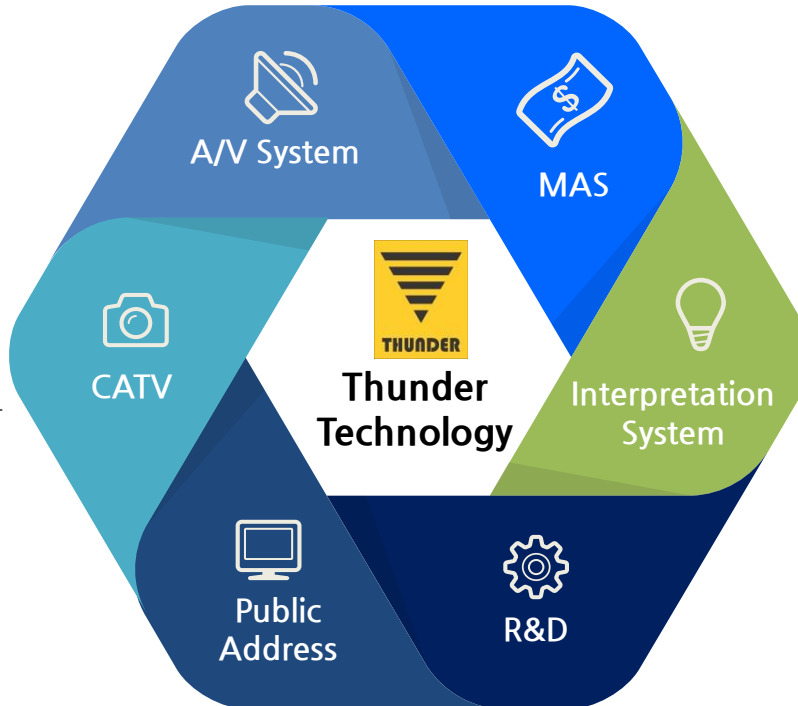 A/V System
MAS
CATV
THUNDER
Thunder
Technology
Interpretation
System
Public
Address
R&D
$